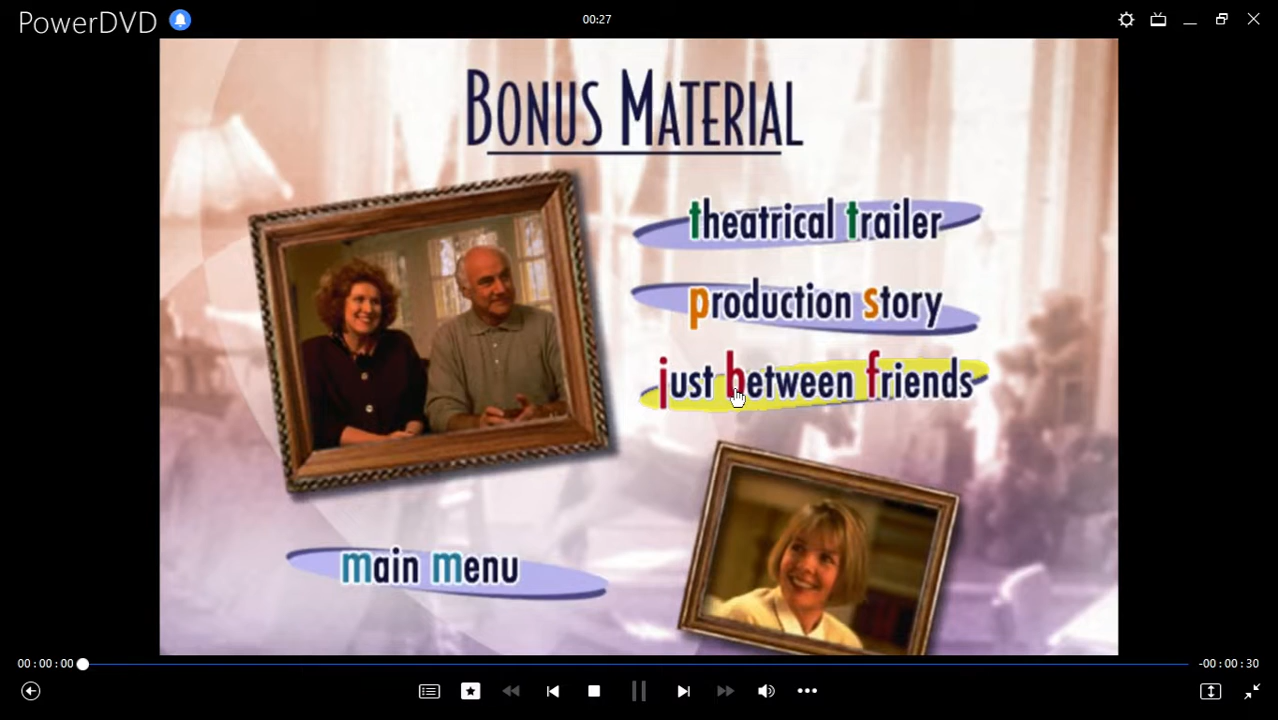 PowerDVD
00:27
BONUS MATERIAL
theatrical trailer
production story
just between friends
main menu
00:00:00
-00:00:30